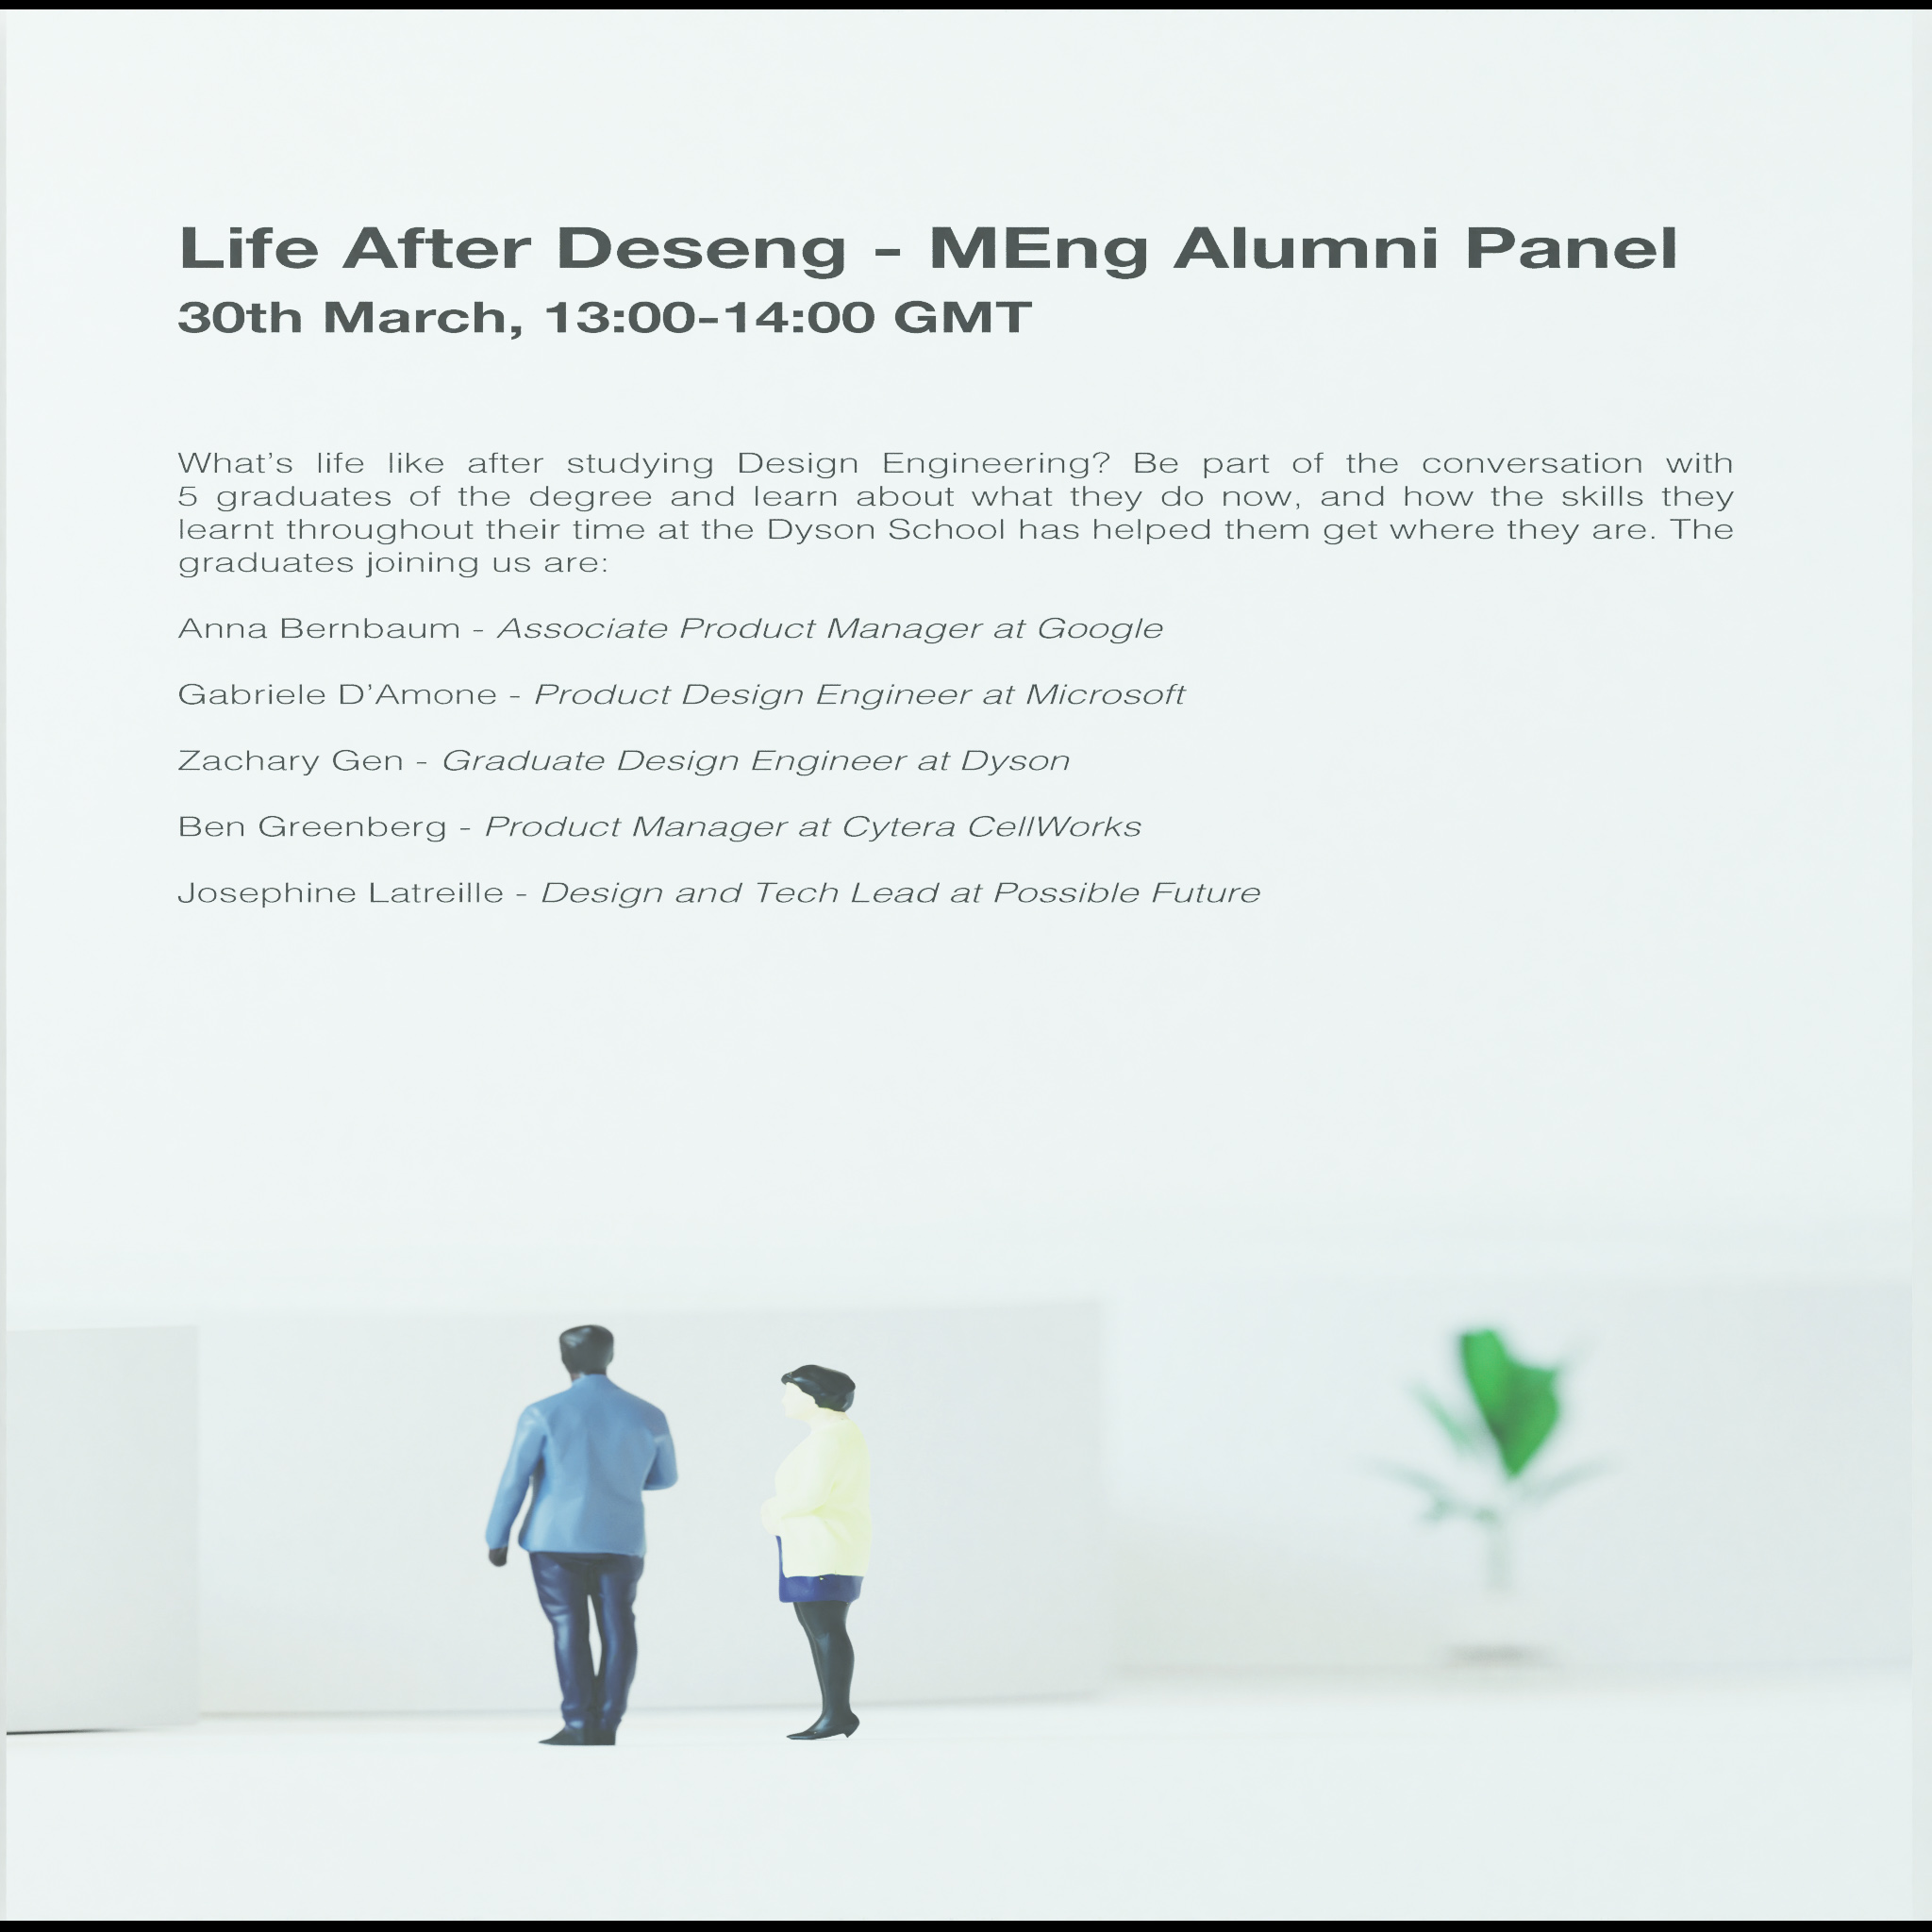 Life After Deseng - MEng Alumni Panel
30th March, 13:00-14:00 GMT
What’s life like after studying Design Engineering? Be part of the conversation with
5 graduates of the degree and learn about what they do now, and how the skills they
learnt throughout their time at the Dyson School has helped them get where they are. The
graduates joining us are:
Anna Bernbaum - Associate Product Manager at Google
Gabriele D’Amone - Product Design Engineer at Microsoft
Zachary Gen - Graduate Design Engineer at Dyson
Ben Greenberg - Product Manager at Cytera CellWorks
Josephine Latreille - Design and Tech Lead at Possible Future